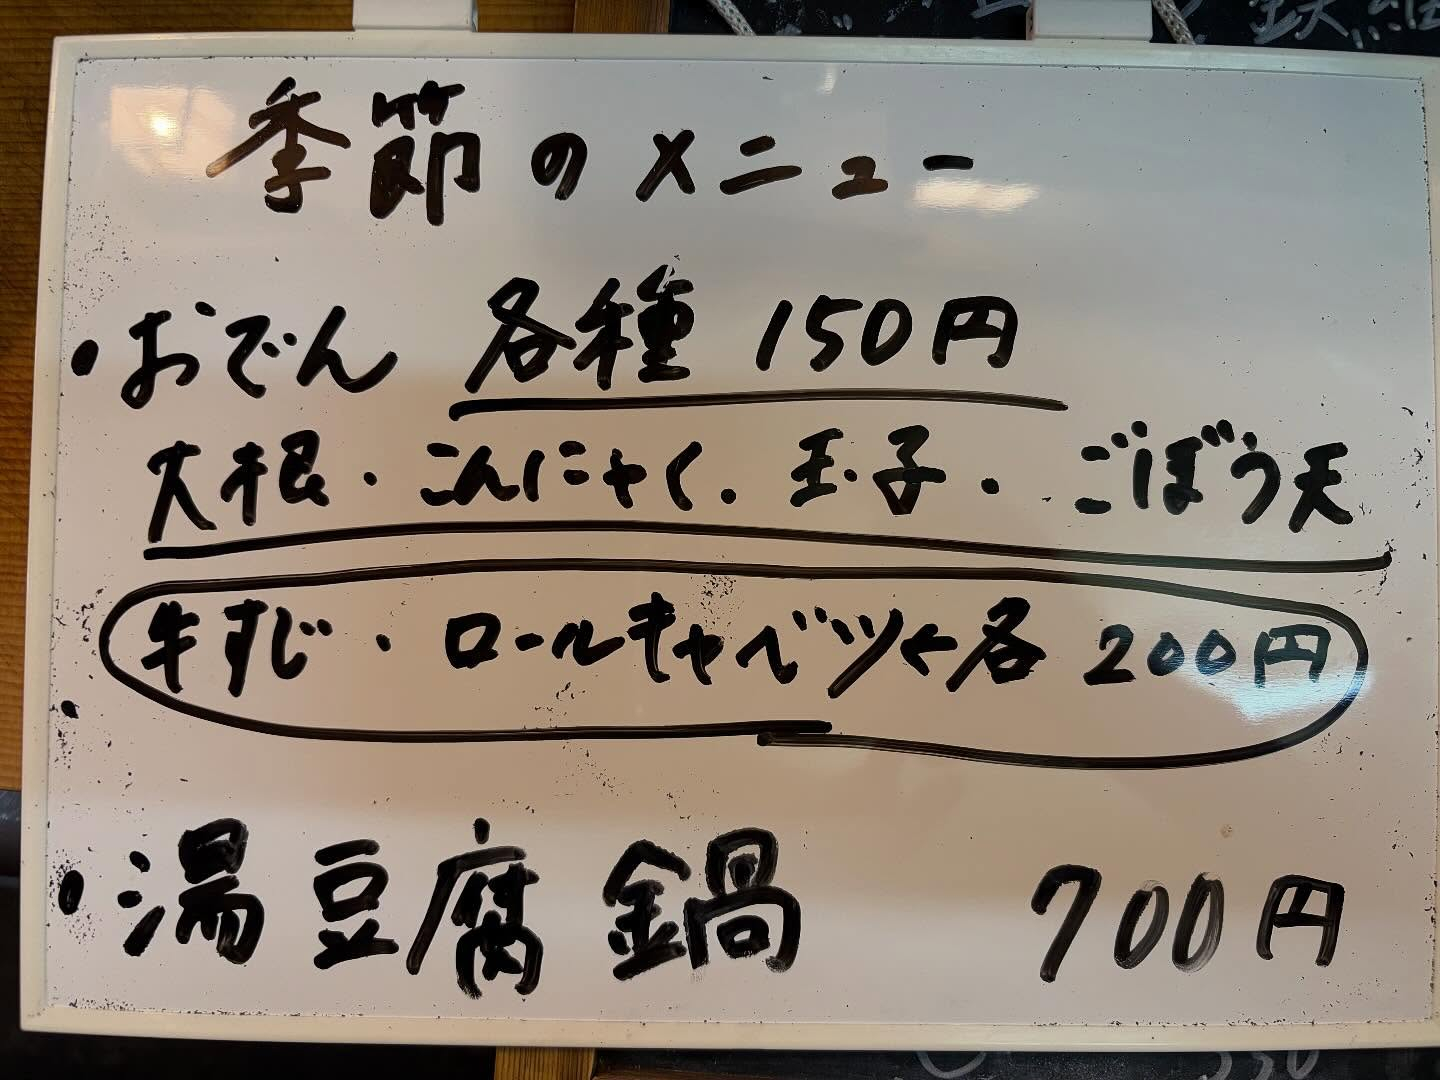 季節のメニュー
・おでん 各種 150円
大根・こんにゃく・玉子・ごぼう天
牛すじ・ロールキャベツ←各 200円
・湯豆腐鍋 700円